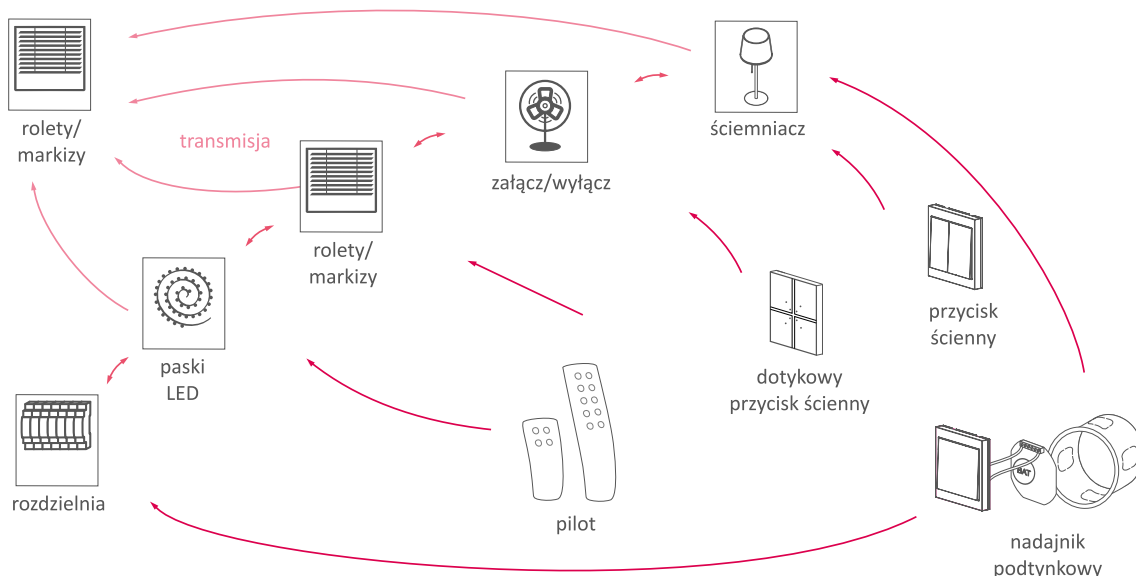 rolety/
markizy
transmisja
rolety/
markizy
załącz/wyłącz
ściemniacz
przycisk
ścienny
dotykowy
przycisk ścienny
paski
LED
rozdzielnia
pilot
BAT
nadajnik
podtynkowy